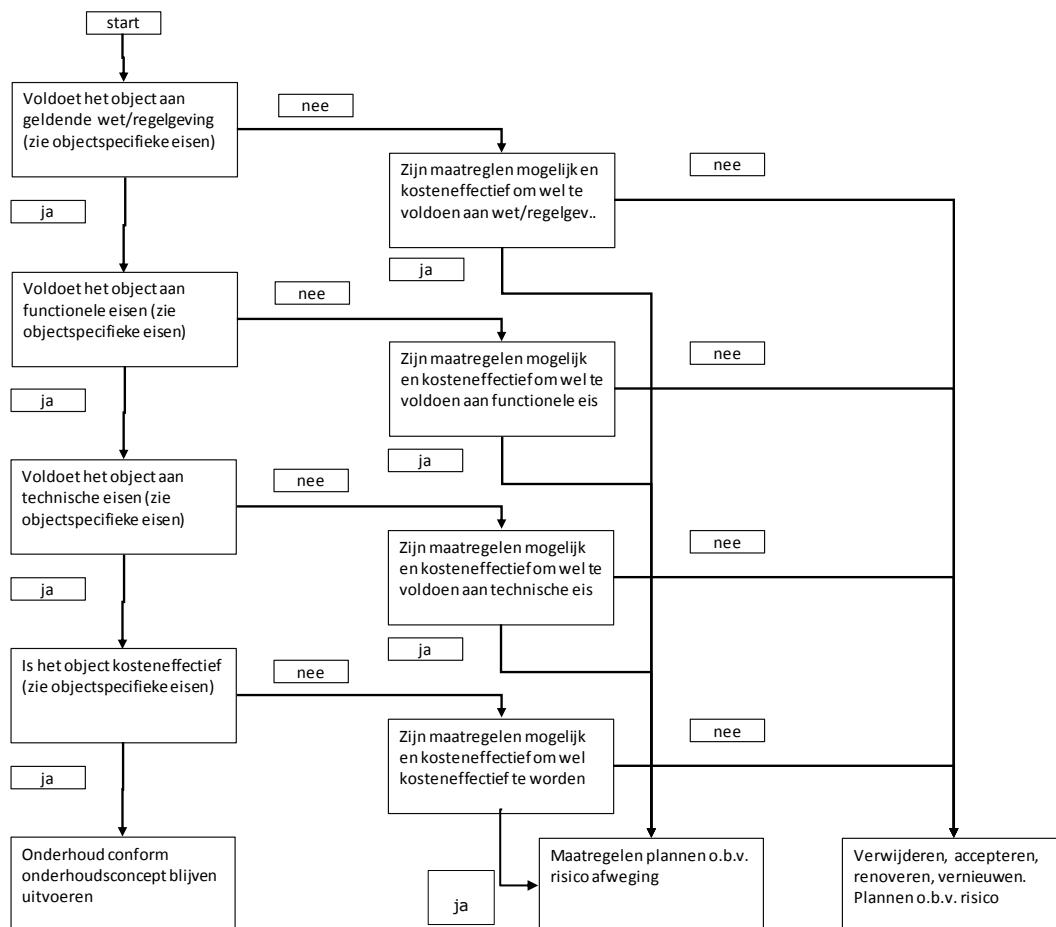 start
Voldoet het object aan
geldende wet/regelgeving
(zie objectspecifieke eisen)
nee
Zijn maatreglen mogelijk en
kosteneffectief om wel te
voldoen aan wet/regelgev..
nee
ja
ja
Voldoet het object aan
functionele eisen (zie
objectspecifieke eisen)
nee
Zijn maatregelen mogelijk
en kosteneffectief om wel te
voldoen aan functionele eis
nee
ja
ja
Voldoet het object aan
technische eisen (zie
objectspecifieke eisen)
nee
Zijn maatregelen mogelijk
en kosteneffectief om wel te
voldoen aan technische eis
nee
ja
ja
Is het object kosteneffectief
(zie objectspecifieke eisen)
nee
Zijn maatregelen mogelijk
en kosteneffectief om wel
kosteneffectief te worden
nee
ja
Onderhoud conform
onderhoudsconcept blijven
uitvoeren
ja
Maatregelen plannen o.b.v.
risico afweging
Verwijderen, accepteren,
renoveren, vernieuwen.
Plannen o.b.v. risico